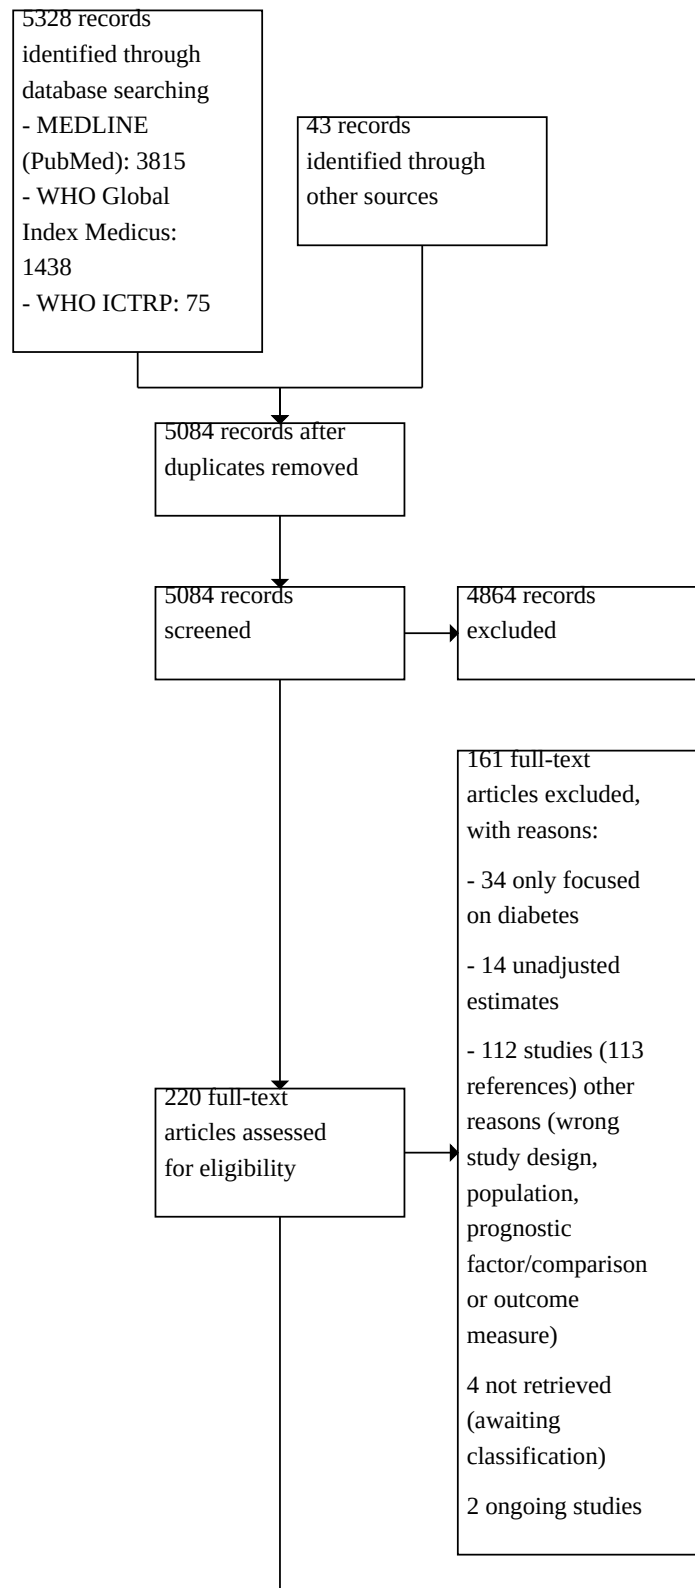 5328 records
identified through
database searching
- MEDLINE
(PubMed): 3815
- WHO Global
Index Medicus:
1438
- WHO ICTRP: 75
43 records
identified through
other sources
5084 records after
duplicates removed
5084 records
screened
4864 records
excluded
161 full-text
articles excluded,
with reasons:
- 34 only focused
on diabetes
- 14 unadjusted
estimates
- 112 studies (113
references) other
reasons (wrong
study design,
population,
prognostic
factor/comparison
or outcome
measure)
4 not retrieved
(awaiting
classification)
2 ongoing studies
220 full-text
articles assessed
for eligibility